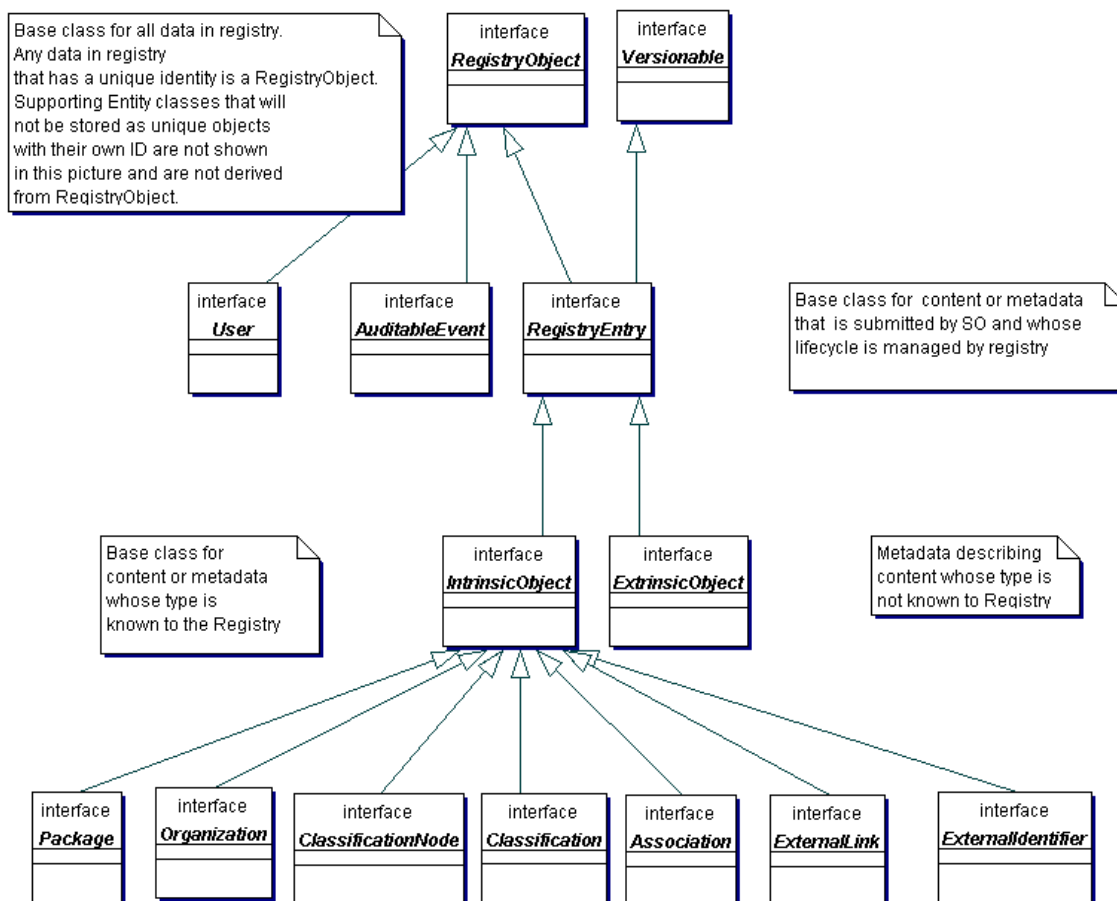 Base class for all data in registry.
Any data in registry
that has a unique identity is a RegistryObject.
Supporting Entity classes that will
not be stored as unique objects
with their own ID are not shown
in this picture and are not derived
from RegistryObject.
interface
RegistryObject
interface
Versionable
interface
User
interface
AuditableEvent
interface
RegistryEntry
Base class for content or metadata
that is submitted by SO and whose
lifecycle is managed by registry
Base class for
content or metadata
whose type is
known to the Registry
interface
IntrinsicObject
interface
ExtrinsicObject
Metadata describing
content whose type is
not known to Registry
interface
Package
interface
Organization
interface
ClassificationNode
interface
Classification
interface
Association
interface
ExternalLink
interface
ExternalIdentifier